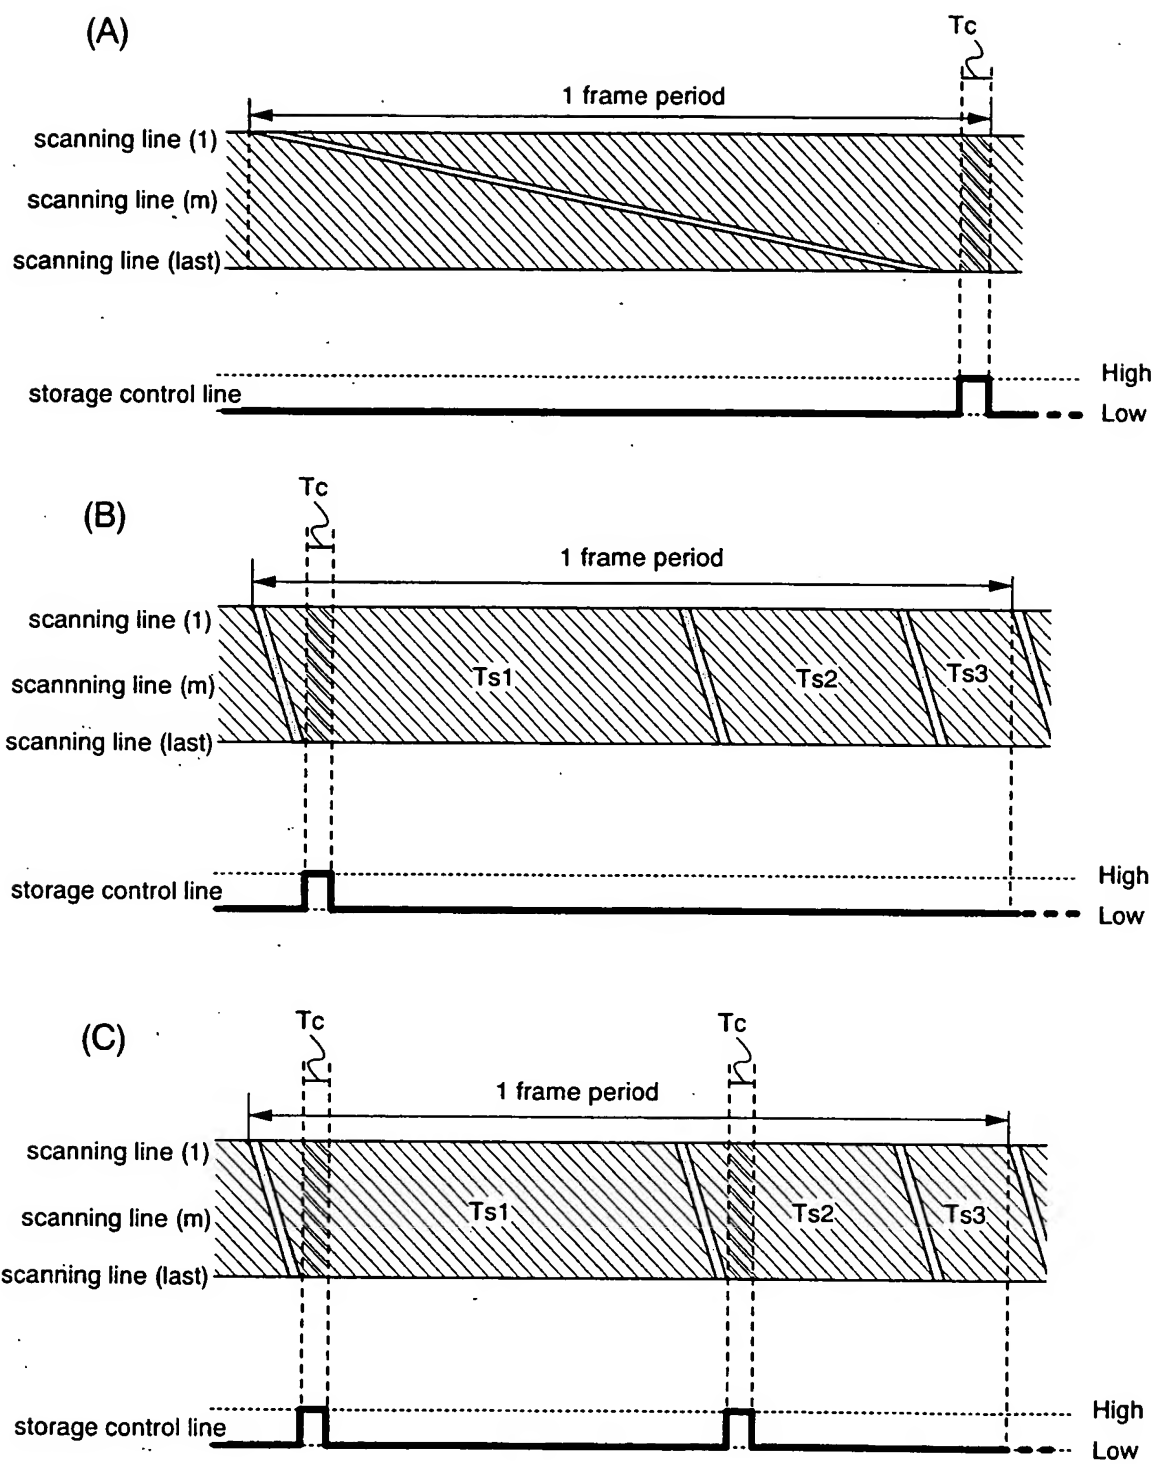 (A)
Tc
1 frame period
scanning line (1)
scanning line (m)
scanning line (last)
High
storage control line
Low
(B)
Tc
1 frame period
scanning line (1)
Ts1
Ts2
Ts3
scannning line (m)
scanning line (last)
High
storage control line
Low
(C)
Tc
Tc
1 frame period
scanning line (1)
Ts1
Ts2
Ts3
scanning line (m)
scanning line (last)
High
storage control line
Low